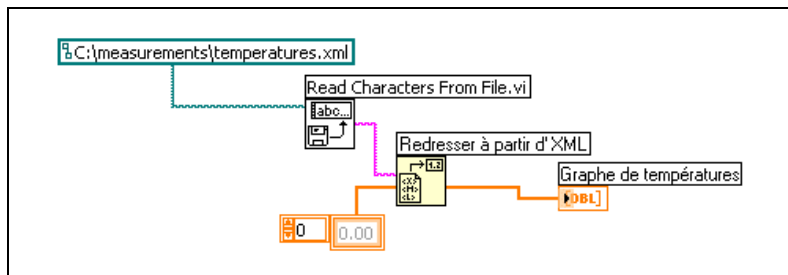 C:\measurements\temperatures.xml
Read Characters From File.vi
abc...
Redresser à partir d'XML
1.2
<X>
<M>
<L>
Graphe de températures
DBL]
0
0.00